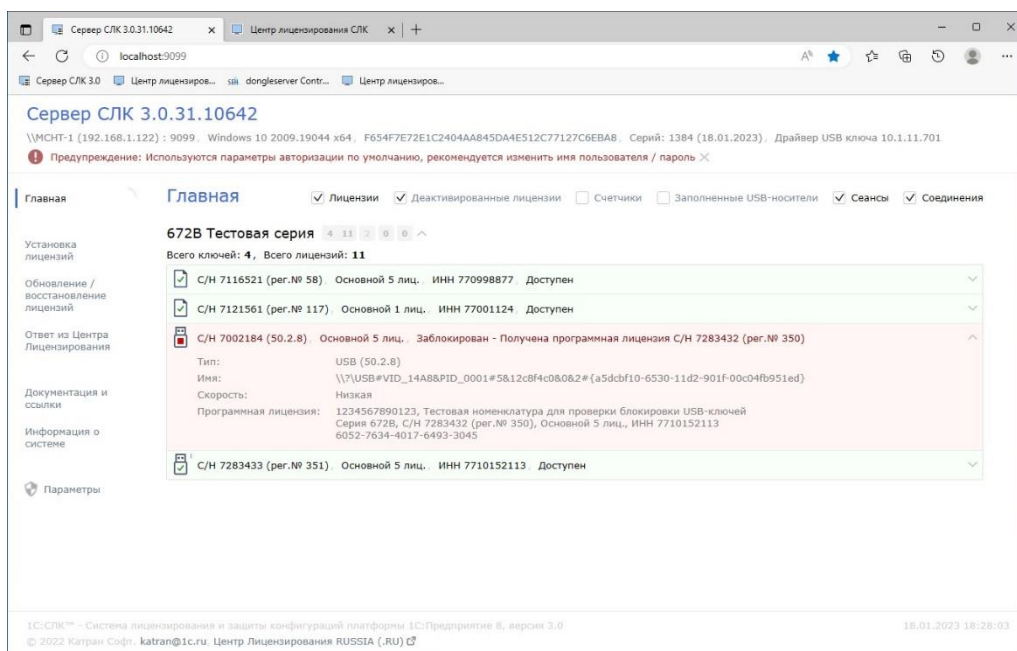 Сервер СЛК 3.0.31.10642
Центр лицензирования СЛК
localhost:9099
Сервер СЛК 3.0
Центр лицензиров...
dongleserver Contr...
Центр лицензиров...
Сервер СЛК 3.0.31.10642
\\MCHT-1 (192.168.1.122) : 9099, Windows 10 2009.19044 x64, F654F7E72E1C2404AA845DA4E512C77127C6EBA8, Серий: 1384 (18.01.2023), Драйвер USB ключа 10.1.11.701
Предупреждение: Используются параметры авторизации по умолчанию, рекомендуется изменить имя пользователя / пароль
Главная
Установка лицензий
Обновление / восстановление лицензий
Ответ из Центра Лицензирования
Документация и ссылки
Информация о системе
Параметры
Главная
Лицензии
Деактивированные лицензии
Счетчики
Заполненные USB-носители
Сеансы
Соединения
672B Тестовая серия 4 11 2 0 0
Всего ключей: 4, Всего лицензий: 11
С/Н 7116521 (рег.№ 58), Основной 5 лиц., ИНН 770998877, Доступен
С/Н 7121561 (рег.№ 117), Основной 1 лиц., ИНН 77001124, Доступен
С/Н 7002184 (50.2.8), Основной 5 лиц., Заблокирован - Получена программная лицензия С/Н 7283432 (рег.№ 350)
Тип: USB (50.2.8)
Имя: \\?\USB#VID_14A8&PID_0001#5&12c8f4c0&0&2#{a5dcbf10-6530-11d2-901f-00c04fb951ed}
Скорость: Низкая
Программная лицензия: 1234567890123, Тестовая номенклатура для проверки блокировки USB-ключей
Серия 672B, С/Н 7283432 (рег.№ 350), Основной 5 лиц., ИНН 7710152113
6052-7634-4017-6493-3045
С/Н 7283433 (рег.№ 351), Основной 5 лиц., ИНН 7710152113, Доступен
1С:СЛК™ - Система лицензирования и защиты конфигураций платформы 1С:Предприятие 8, версия 3.0
18.01.2023 18:28:03
© 2022 Катран Софт, katran@1c.ru, Центр Лицензирования RUSSIA (.RU)